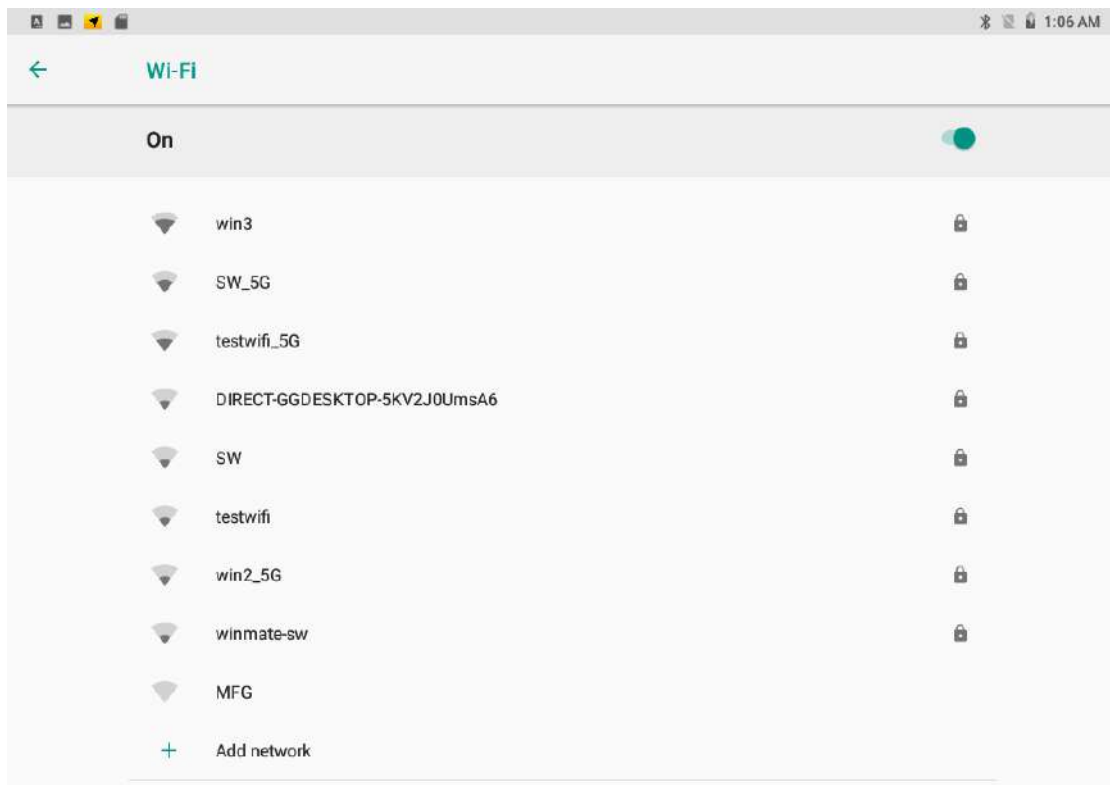 1:06 AM
Wi-Fi
On
win3
SW_5G
testwifi_5G
DIRECT-GGDESKTOP-5KV2J0UmsA6
SW
testwifi
win2_5G
winmate-sw
MFG
Add network